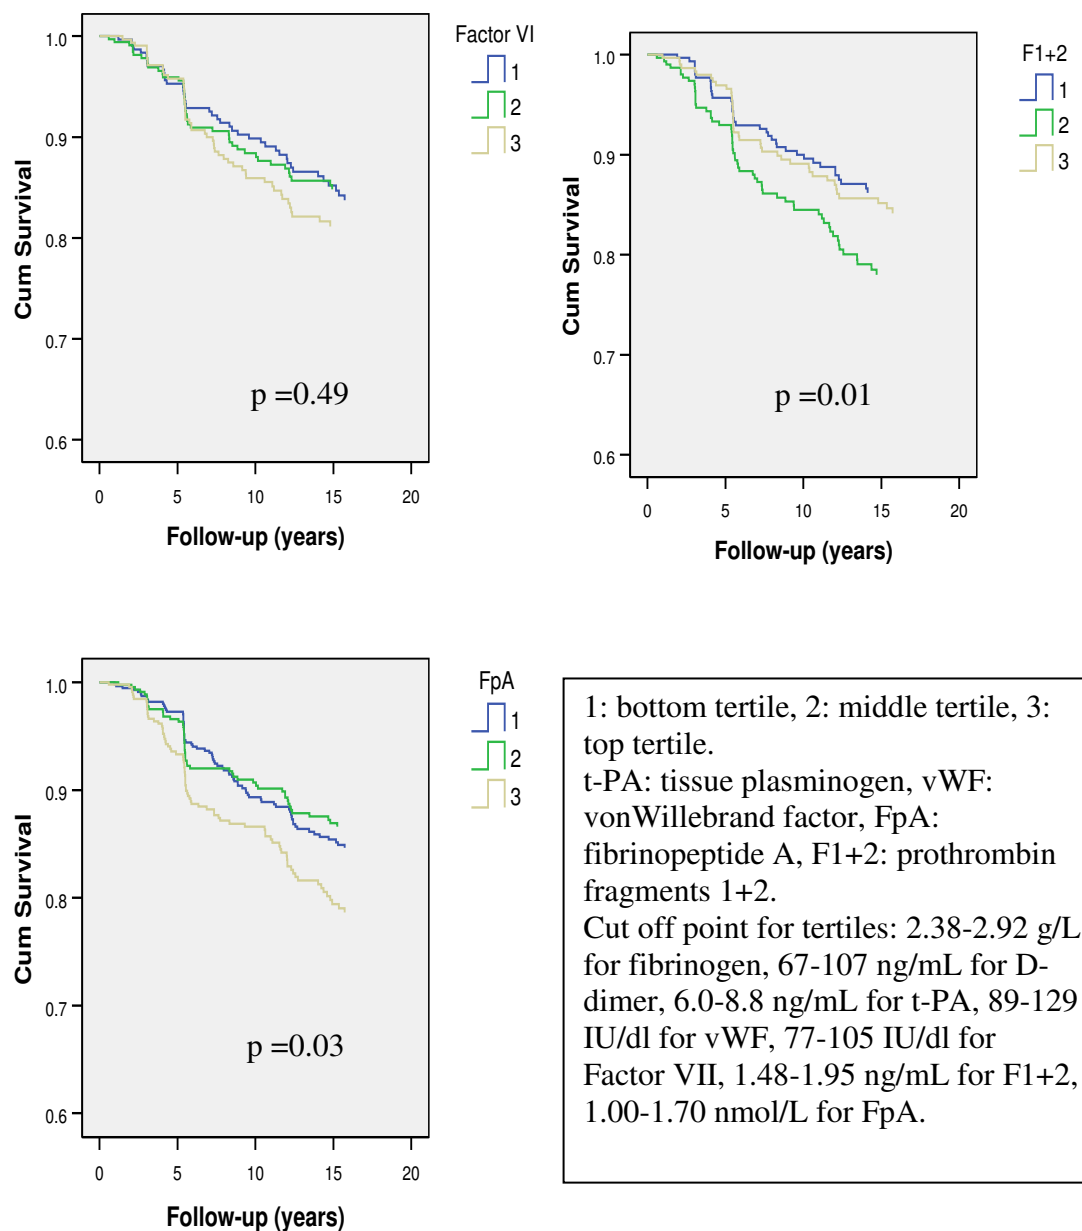 Factor VI
1
2
3
1.0
0.9
0.8
0.7
0.6
Cum Survival
p =0.49
0 5 10 15 20
Follow-up (years)
F1+2
1
2
3
1.0
0.9
0.8
0.7
0.6
Cum Survival
p =0.01
0 5 10 15 20
Follow-up (years)
FpA
1
2
3
1.0
0.9
0.8
0.7
0.6
Cum Survival
p =0.03
0 5 10 15 20
Follow-up (years)
1: bottom tertile, 2: middle tertile, 3:
top tertile.
t-PA: tissue plasminogen, vWF:
vonWillebrand factor, FpA:
fibrinopeptide A, F1+2: prothrombin
fragments 1+2.
Cut off point for tertiles: 2.38-2.92 g/L
for fibrinogen, 67-107 ng/mL for D-
dimer, 6.0-8.8 ng/mL for t-PA, 89-129
IU/dl for vWF, 77-105 IU/dl for
Factor VII, 1.48-1.95 ng/mL for F1+2,
1.00-1.70 nmol/L for FpA.